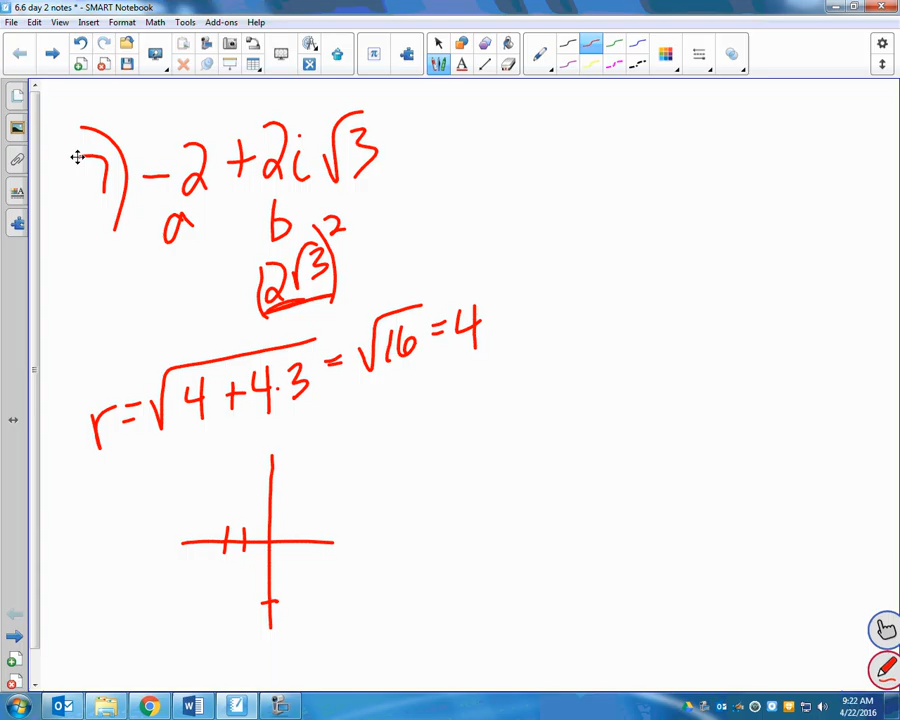 6.6 day 2 notes * - SMART Notebook
File Edit View Insert Format Math Tools Add-ons Help
7) -2 + 2i√3
a b
(2√3)²
r = √4 + 4·3 = √16 = 4
9:22 AM
4/22/2016